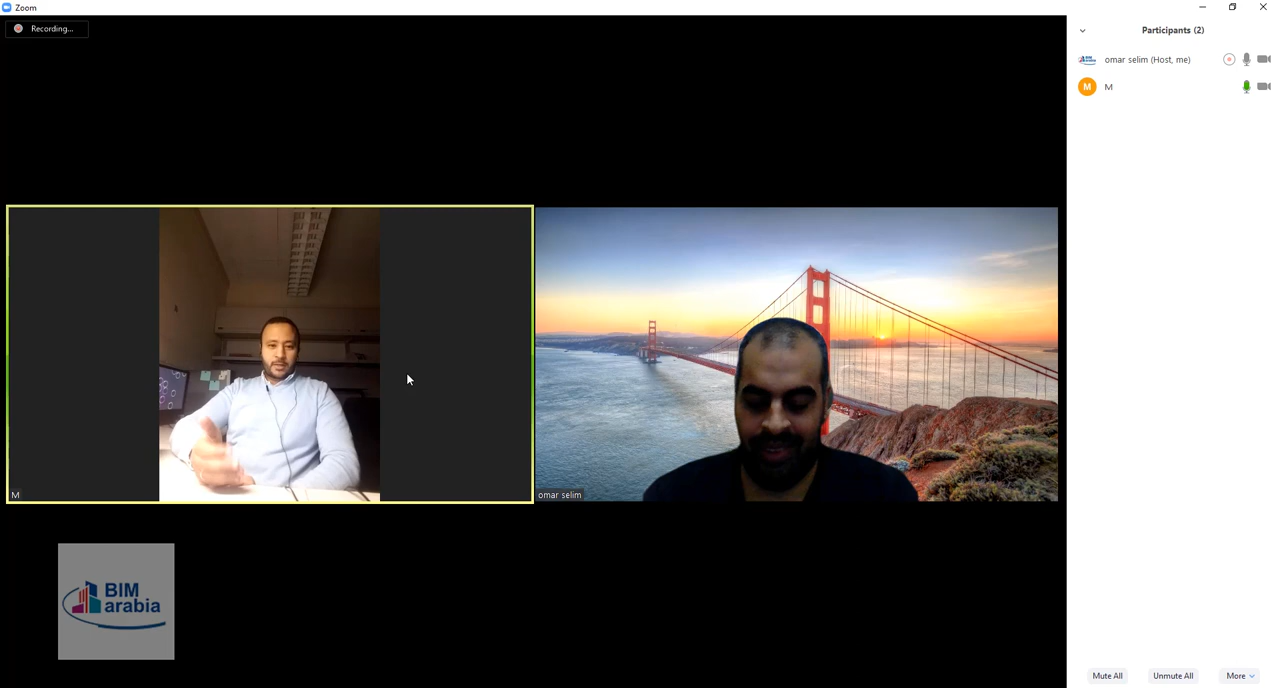 Zoom
Recording...
Participants (2)
omar selim (Host, me)
M
M
M
omar selim
BIM
arabia
Mute All
Unmute All
More